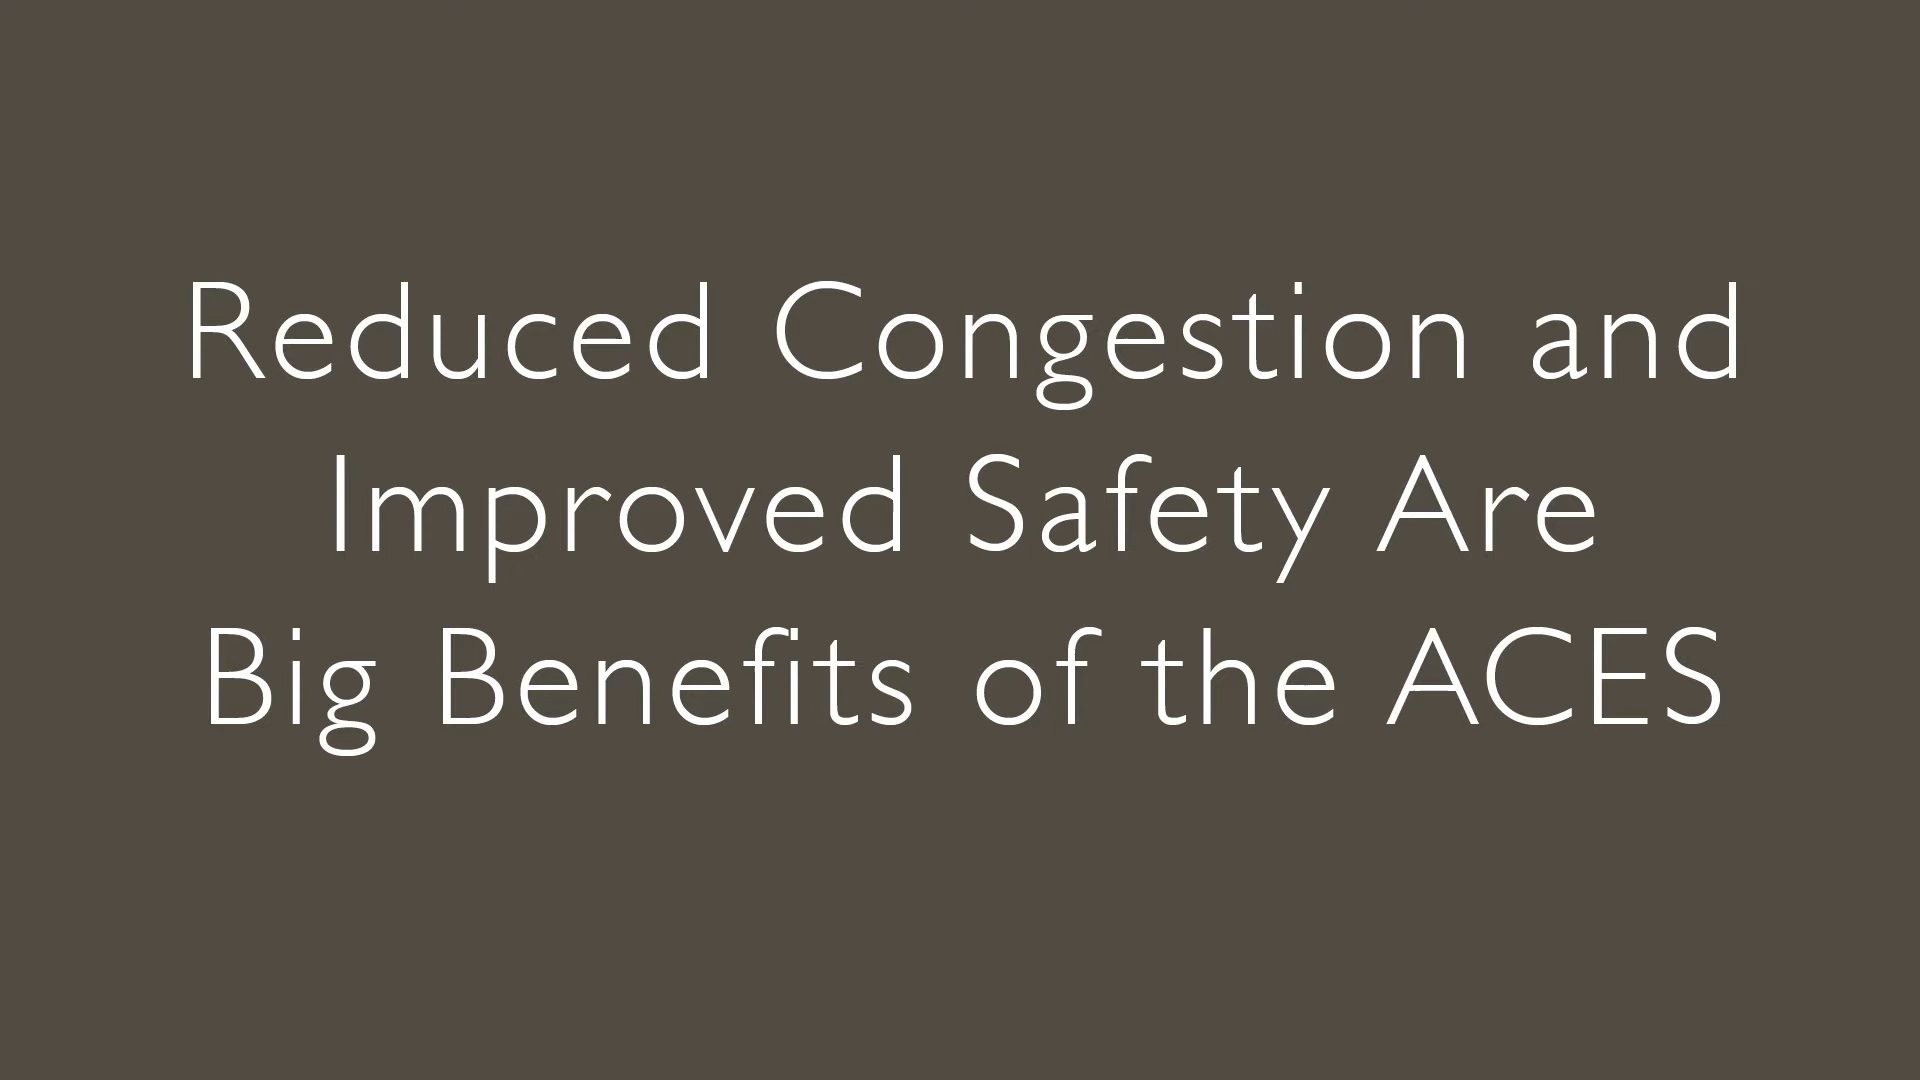 Reduced Congestion and
Improved Safety Are
Big Benefits of the ACES